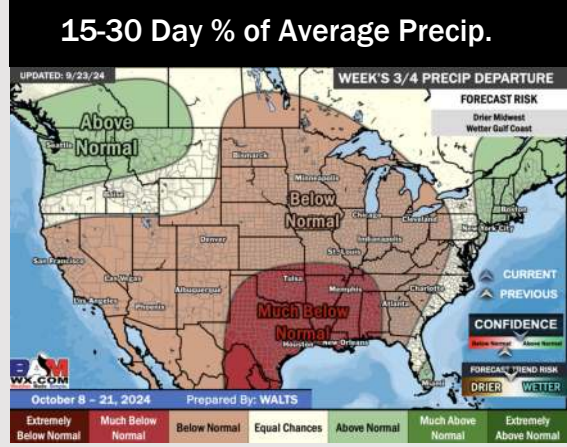 15-30 Day % of Average Precip.
UPDATED: 9/23/24
WEEK'S 3/4 PRECIP DEPARTURE
FORECAST RISK
Drier Midwest
Wetter Gulf Coast
Above
Normal
Seattle
Boise
Bismarck
Minneapolis
Below
Normal
Chicago
Cleveland
Boston
New York City
Indianapolis
St. Louis
Denver
San Francisco
Las Vegas
Los Angeles
Phoenix
Albuquerque
Tulsa
Memphis
Charlotte
Atlanta
Much Below
Normal
Houston
New Orleans
Miami
CURRENT
PREVIOUS
CONFIDENCE
Below Normal
Above Normal
FORECAST TREND RISK
DRIER
WETTER
BAM
WX.COM
October 8 – 21, 2024
Prepared By: WALTS
Extremely
Below Normal
Much Below
Normal
Below Normal
Equal Chances
Above Normal
Much Above
Normal
Extremely
Above Normal